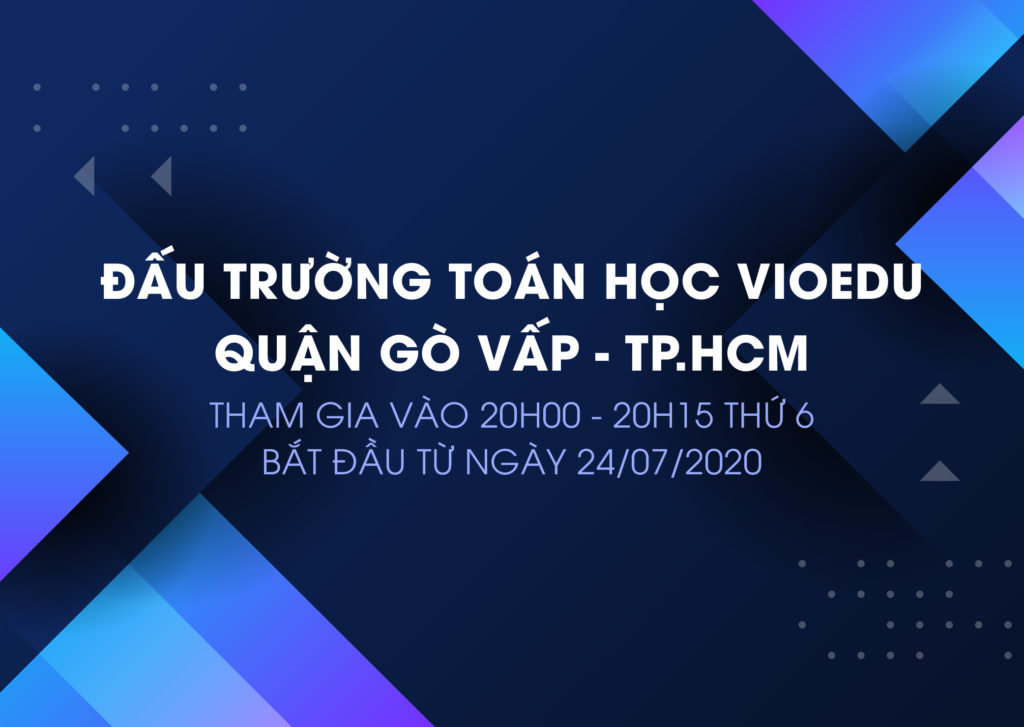 ĐẤU TRƯỜNG TOÁN HỌC VIOEDU
QUẬN GÒ VẤP - TP.HCM
THAM GIA VÀO 20H00 - 20H15 THỨ 6
BẮT ĐẦU TỪ NGÀY 24/07/2020